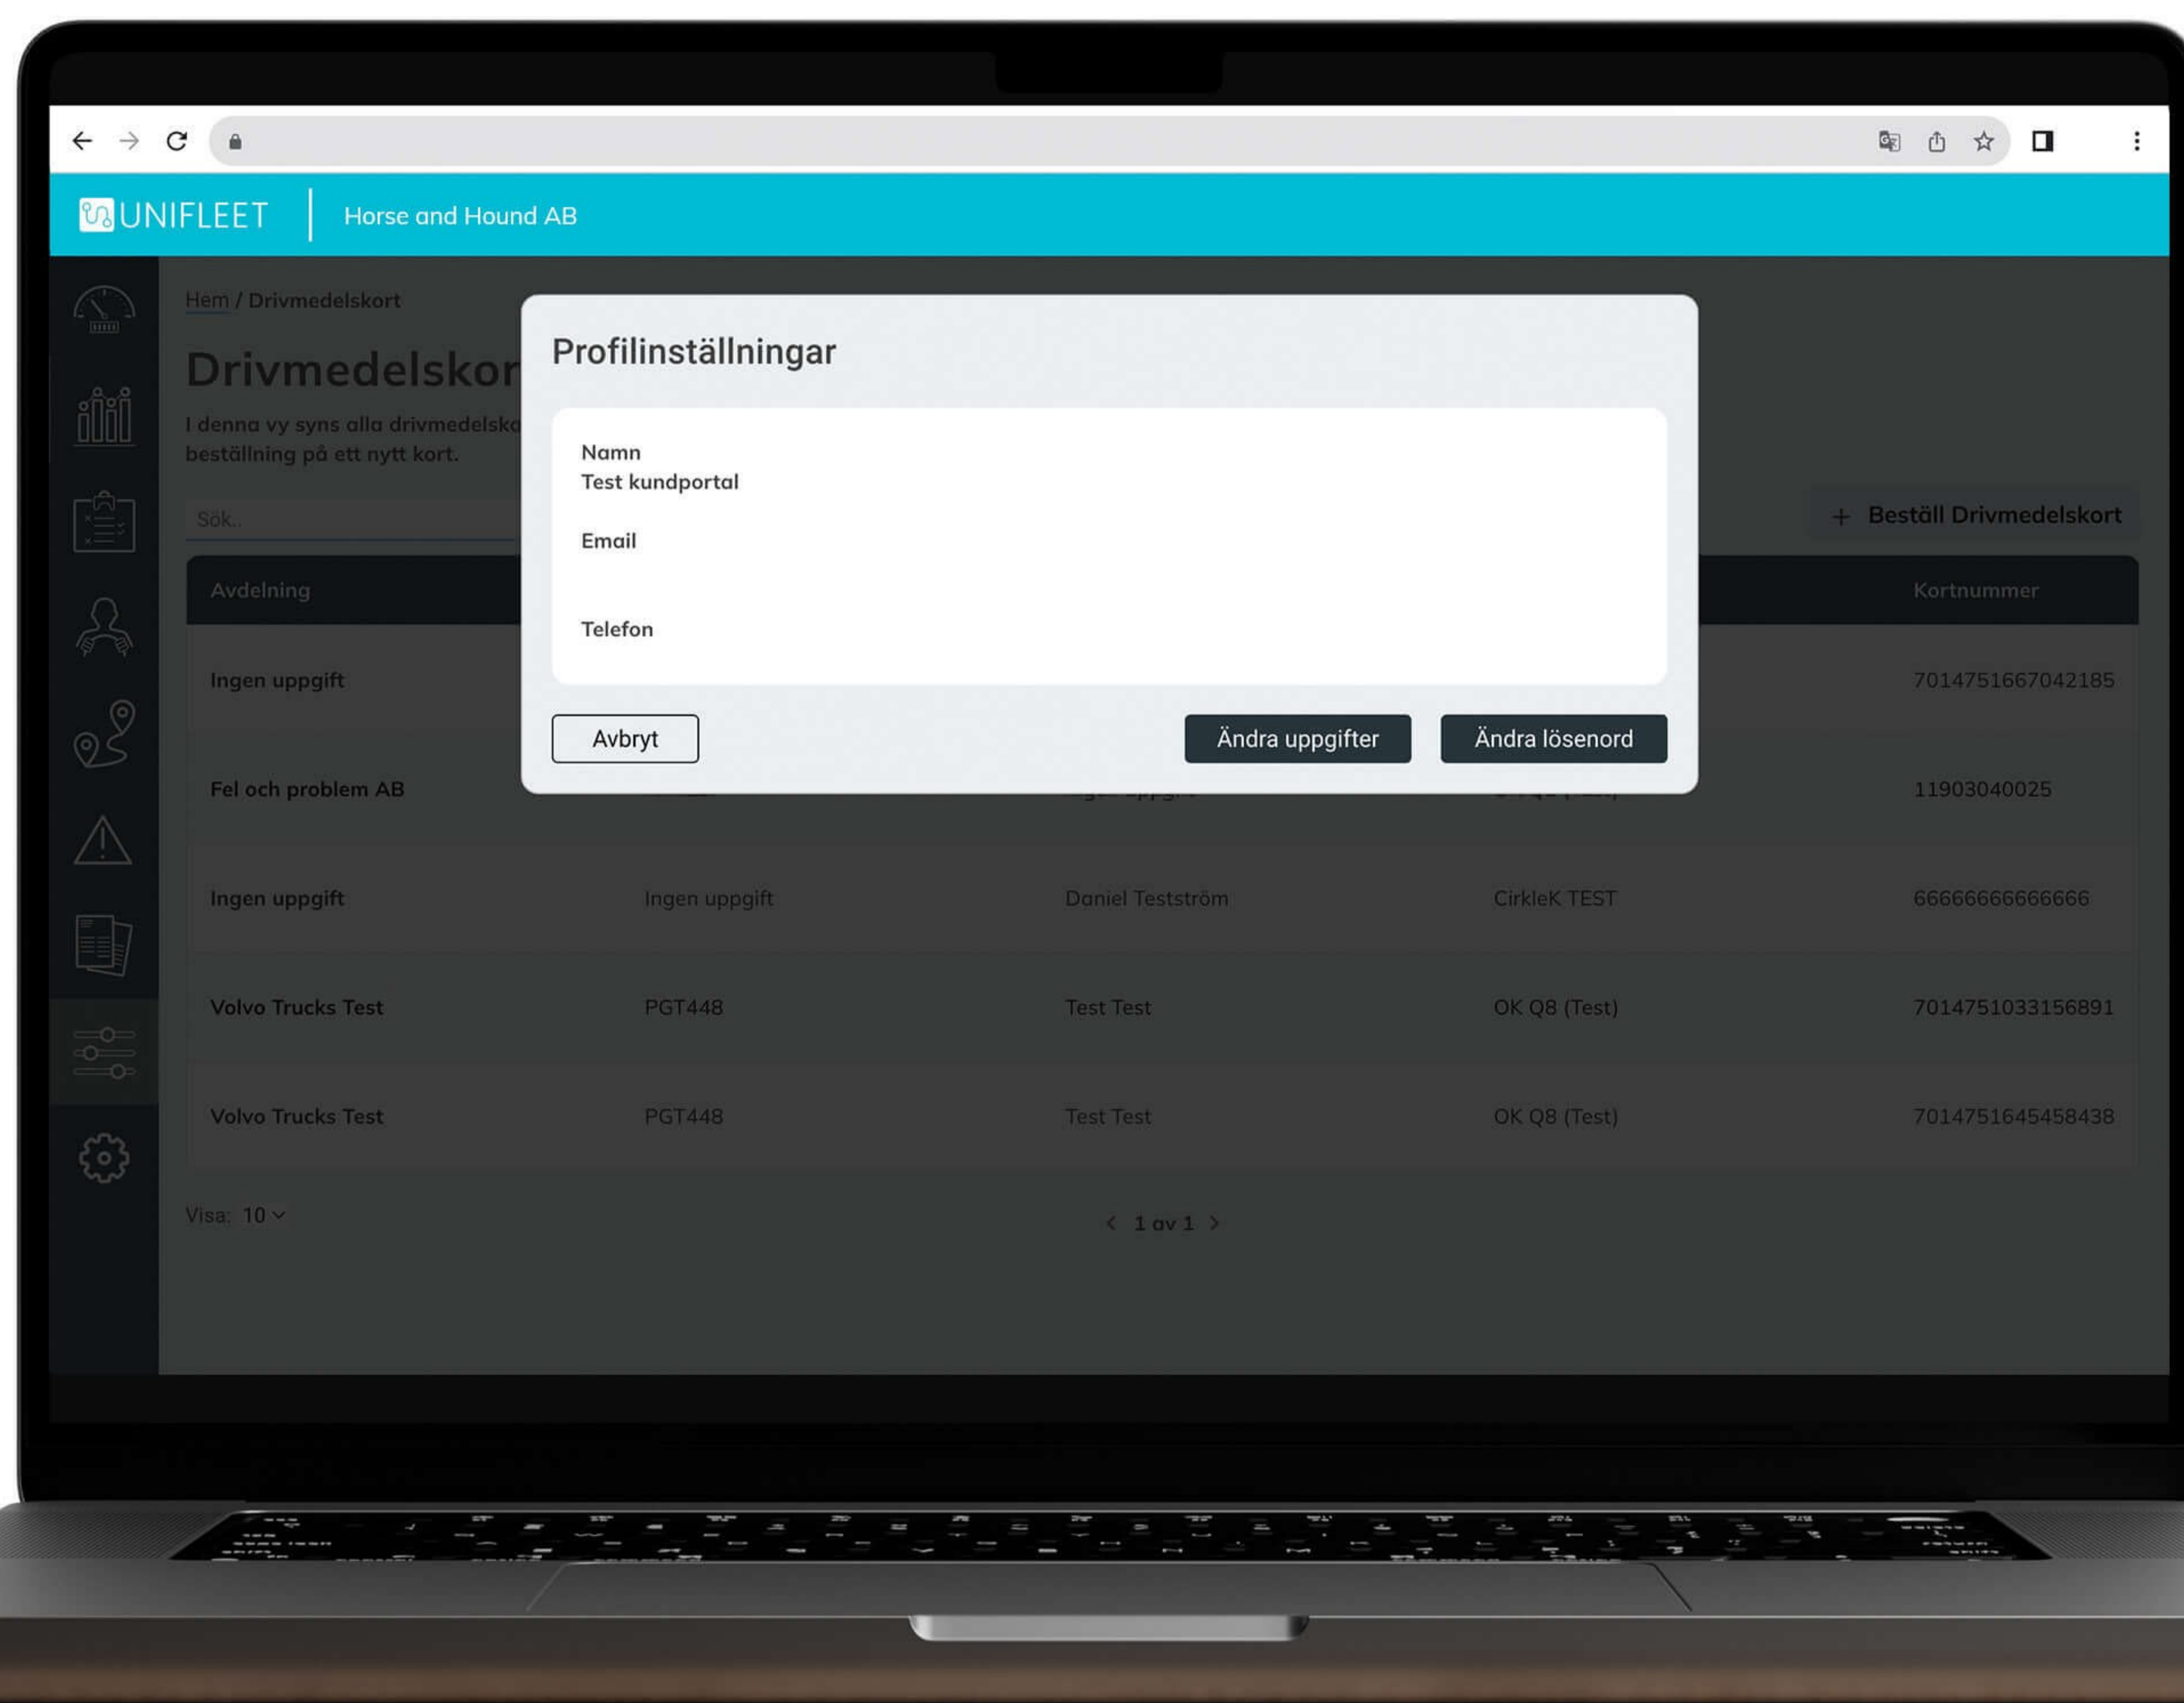 UNIFLEET
Horse and Hound AB
Hem / Drivmedelskort
Drivmedelskor
I denna vy syns alla drivmedelsko
beställning på ett nytt kort.
Sök..
+ Beställ Drivmedelskort
Profilinställningar
Namn
Test kundportal
Email
Telefon
Avbryt
Ändra uppgifter
Ändra lösenord
Avdelning
Kortnummer
Ingen uppgift
7014751667042185
Fel och problem AB
11903040025
Ingen uppgift
Ingen uppgift
Daniel Testström
CirkleK TEST
66666666666666
Volvo Trucks Test
PGT448
Test Test
OK Q8 (Test)
7014751033156891
Volvo Trucks Test
PGT448
Test Test
OK Q8 (Test)
7014751645458438
Visa: 10
< 1 av 1 >